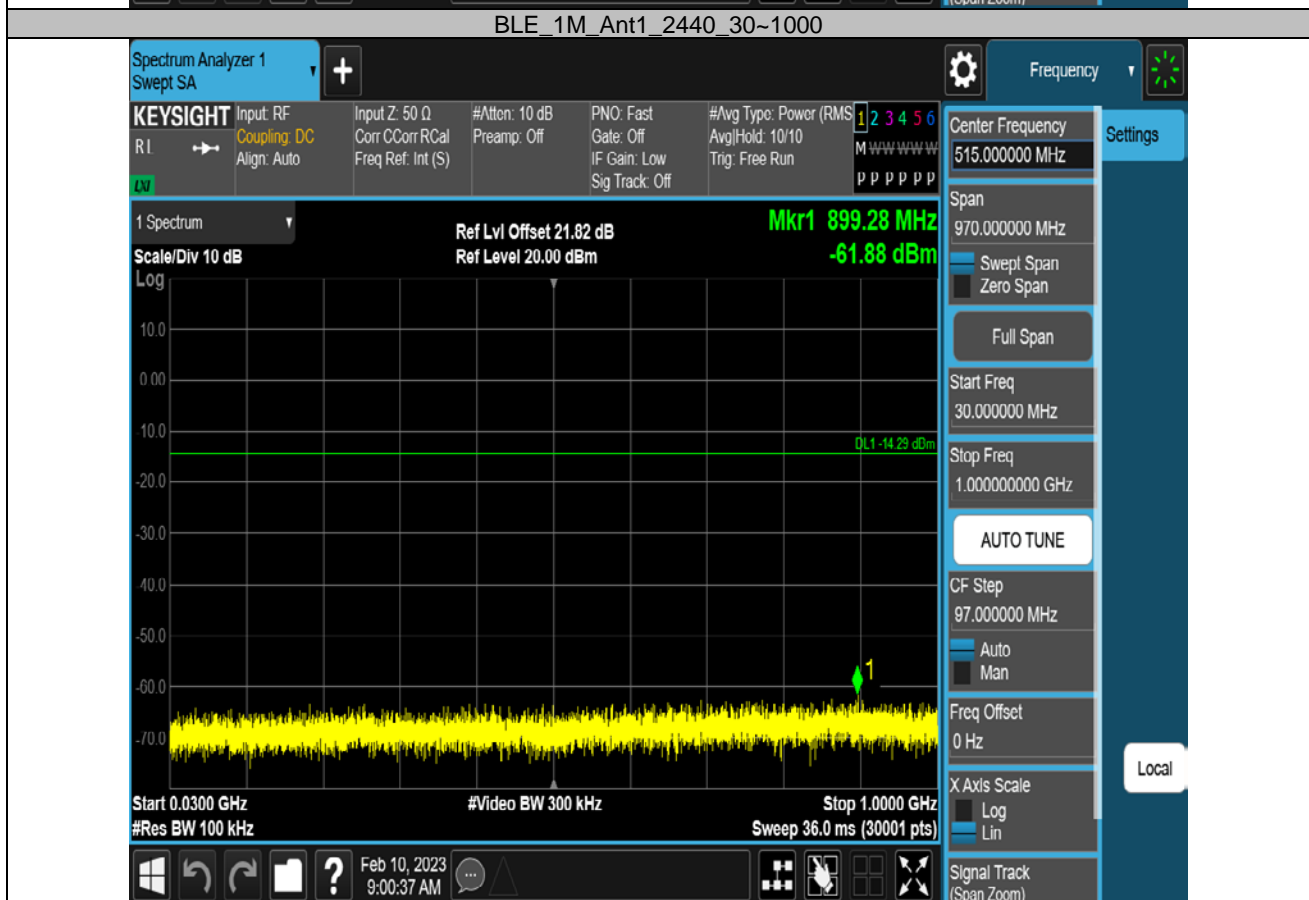 (Span Zoom)
BLE_1M_Ant1_2440_30~1000
Spectrum Analyzer 1
Swept SA
+
Frequency
KEYSIGHT
RL
LXI
Input: RF
Coupling: DC
Align: Auto
Input Z: 50 Ω
Corr CCorr RCal
Freq Ref: Int (S)
#Atten: 10 dB
Preamp: Off
PNO: Fast
Gate: Off
IF Gain: Low
Sig Track: Off
#Avg Type: Power (RMS
Avg|Hold: 10/10
Trig: Free Run
1 2 3 4 5 6
M W W W W W
P P P P P P
Center Frequency
515.000000 MHz
Settings
1 Spectrum
Scale/Div 10 dB
Log
Ref Lvl Offset 21.82 dB
Ref Level 20.00 dBm
Mkr1 899.28 MHz
-61.88 dBm
10.0
0.00
-10.0
-20.0
-30.0
-40.0
-50.0
-60.0
-70.0
DL1 -14.29 dBm
1
Start 0.0300 GHz
#Res BW 100 kHz
#Video BW 300 kHz
Stop 1.0000 GHz
Sweep 36.0 ms (30001 pts)
Span
970.000000 MHz
Swept Span
Zero Span
Full Span
Start Freq
30.000000 MHz
Stop Freq
1.000000000 GHz
AUTO TUNE
CF Step
97.000000 MHz
Auto
Man
Freq Offset
0 Hz
X Axis Scale
Log
Lin
Local
Signal Track
(Span Zoom)
?
Feb 10, 2023
9:00:37 AM